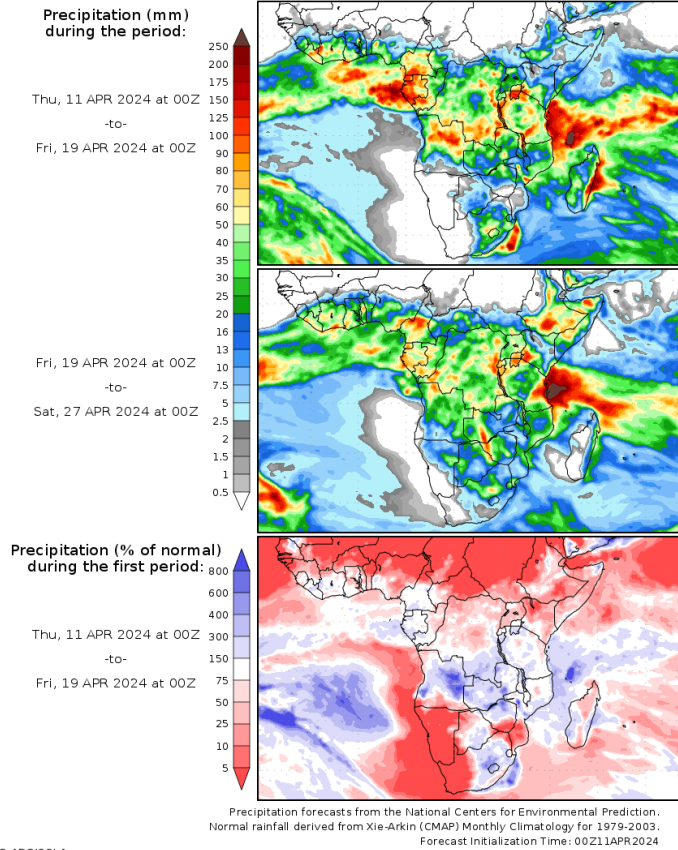 Precipitation (mm)
during the period:
250
200
175
150
125
100
90
80
70
60
50
40
35
30
25
20
16
13
10
7.5
5
2.5
2
1.5
1
0.5
Thu, 11 APR 2024 at 00Z
-to-
Fri, 19 APR 2024 at 00Z
Fri, 19 APR 2024 at 00Z
-to-
Sat, 27 APR 2024 at 00Z
Precipitation (% of normal)
during the first period:
800
600
400
300
150
75
50
25
10
5
Thu, 11 APR 2024 at 00Z
-to-
Fri, 19 APR 2024 at 00Z
Precipitation forecasts from the National Centers for Environmental Prediction.
Normal rainfall derived from Xie-Arkin (CMAP) Monthly Climatology for 1979-2003.
Forecast Initialization Time: 00Z11APR2024